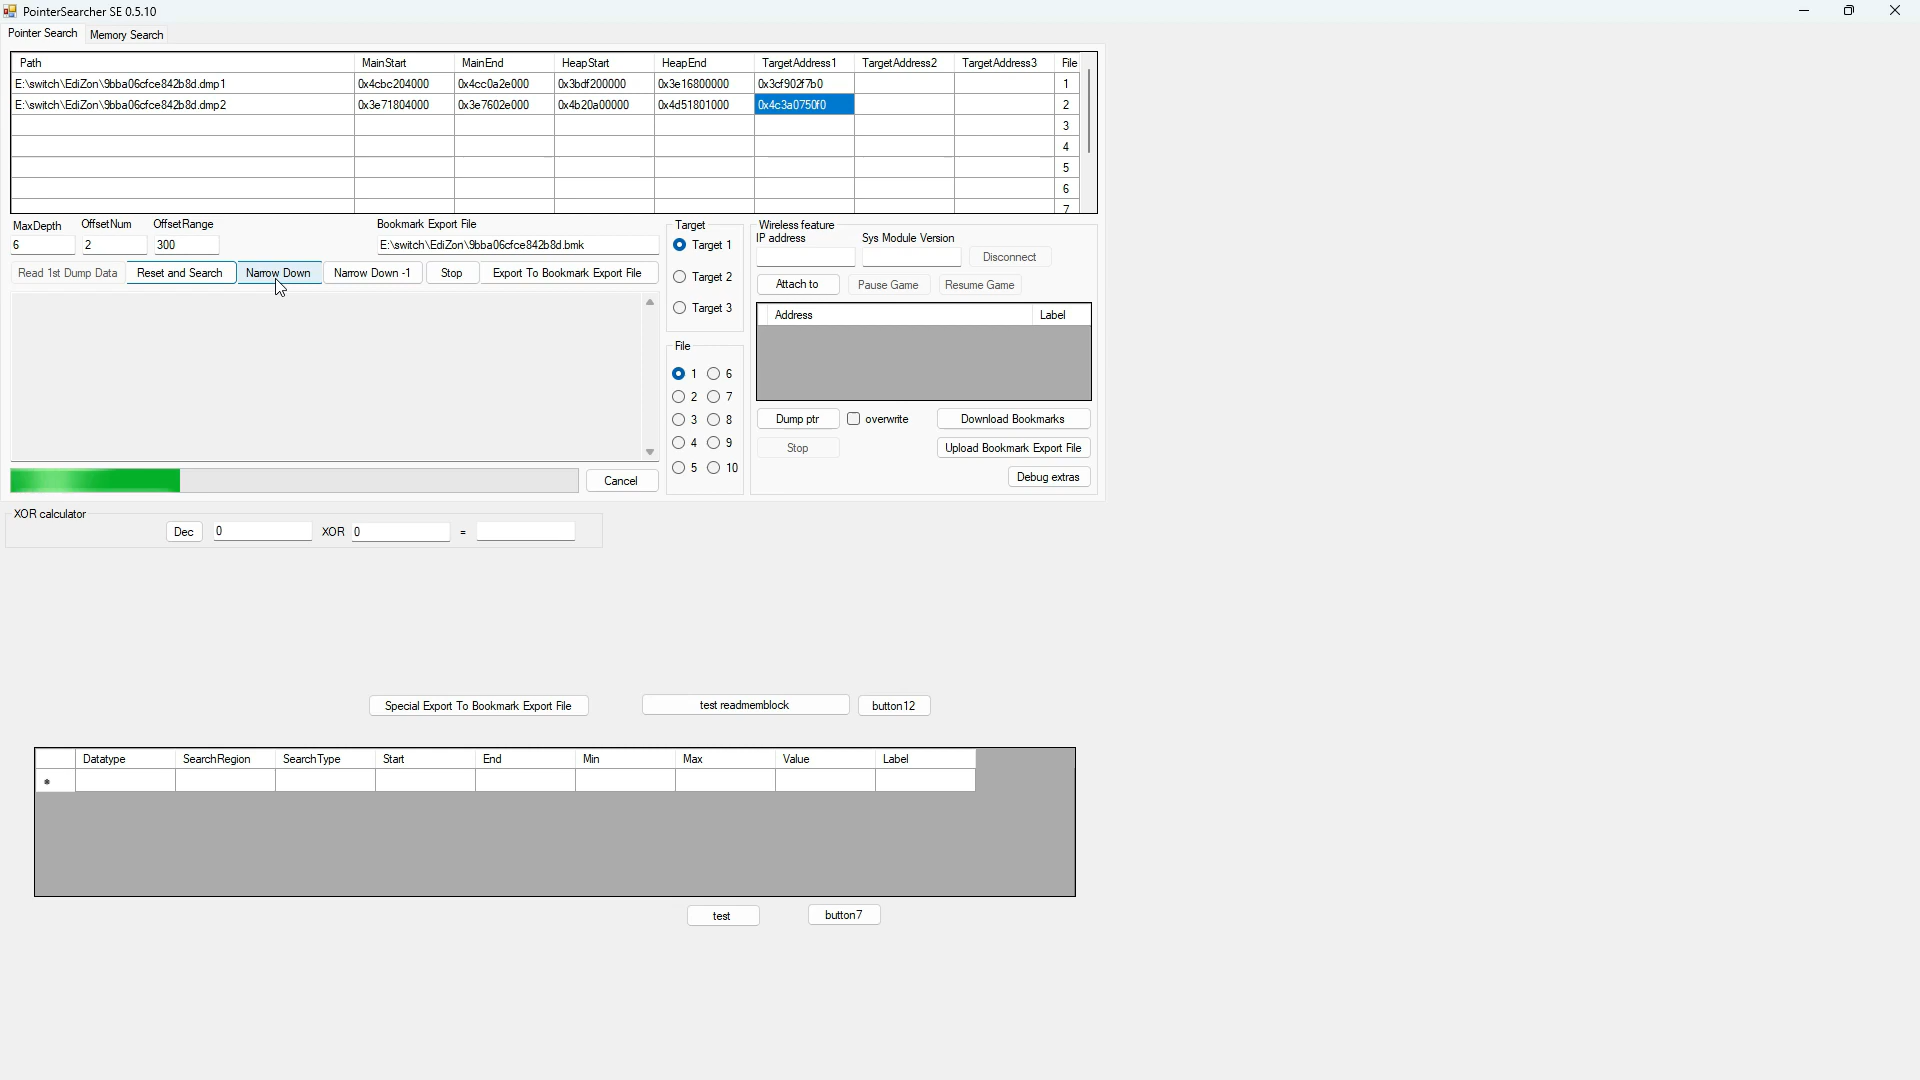 PointerSearcher SE 0.5.10
Pointer Search Memory Search
Path MainStart MainEnd HeapStart HeapEnd TargetAddress1 TargetAddress2 TargetAddress3 File
E:\switch\EdiZon\9bba06cfce842b8d.dmp1 0x4cbc204000 0x4cc0a2e000 0x3bdf200000 0x3e16800000 0x3cf902f7b0 1
E:\switch\EdiZon\9bba06cfce842b8d.dmp2 0x3e71804000 0x3e7602e000 0x4b20a00000 0x4d51801000 0x4c3a0750f0 2
3
4
5
6
7
MaxDepth OffsetNum OffsetRange Bookmark Export File
6 2 300 E:\switch\EdiZon\9bba06cfce842b8d.bmk
Read 1st Dump Data Reset and Search Narrow Down Narrow Down -1 Stop Export To Bookmark Export File
Cancel
Target
Target 1
Target 2
Target 3
File
1 6
2 7
3 8
4 9
5 10
Wireless feature
IP address Sys Module Version
Disconnect
Attach to Pause Game Resume Game
Address Label
Dump ptr overwrite Download Bookmarks
Stop Upload Bookmark Export File
Debug extras
XOR calculator
Dec 0 XOR 0 =
Special Export To Bookmark Export File test readmemblock button12
Datatype SearchRegion SearchType Start End Min Max Value Label
*
test button7